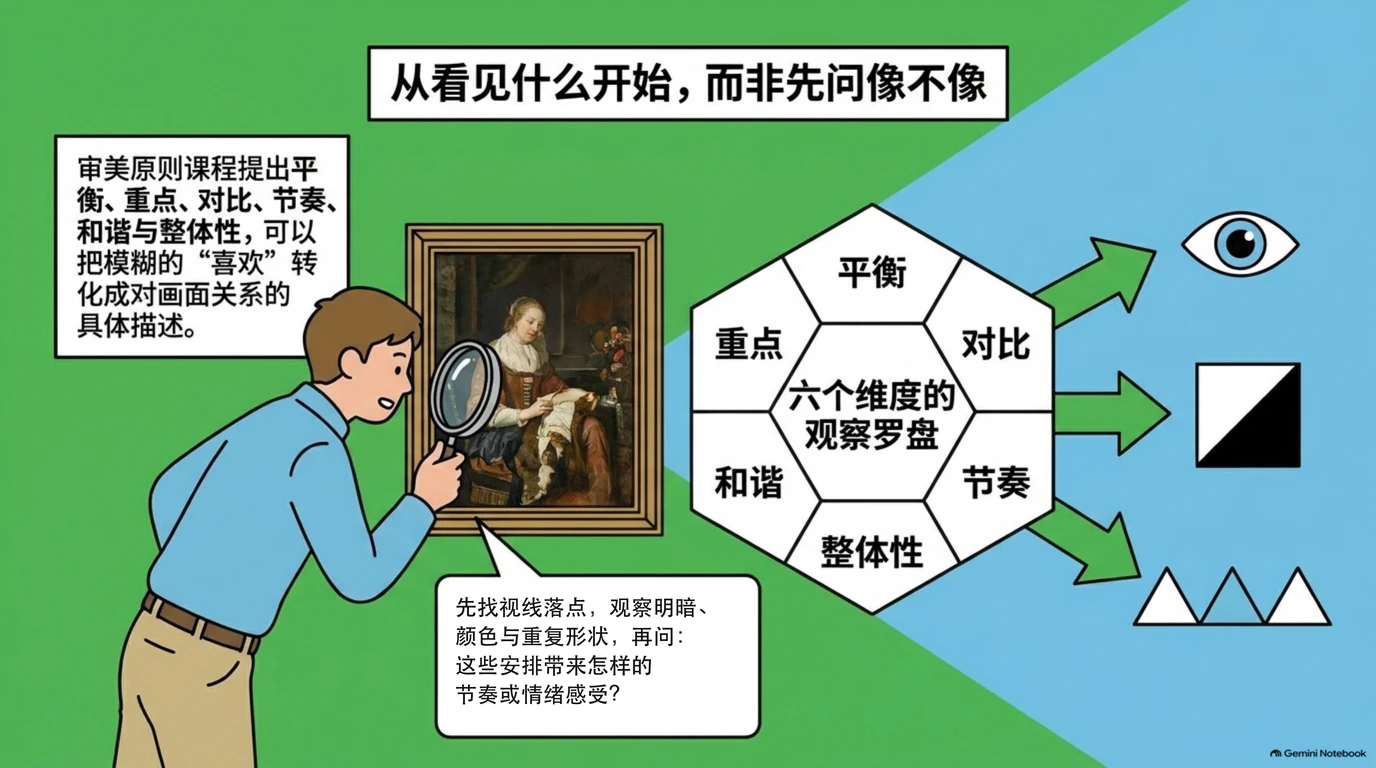 从看见什么开始，而非先问像不像
审美原则课程提出平
衡、重点、对比、节奏、
和谐与整体性，可以
把模糊的“喜欢”转
化成对画面关系的
具体描述。
平衡
重点
对比
六个维度的
观察罗盘
和谐
节奏
整体性
先找视线落点，观察明暗、
颜色与重复形状，再问：
这些安排带来怎样的
节奏或情绪感受？
Gemini Notebook